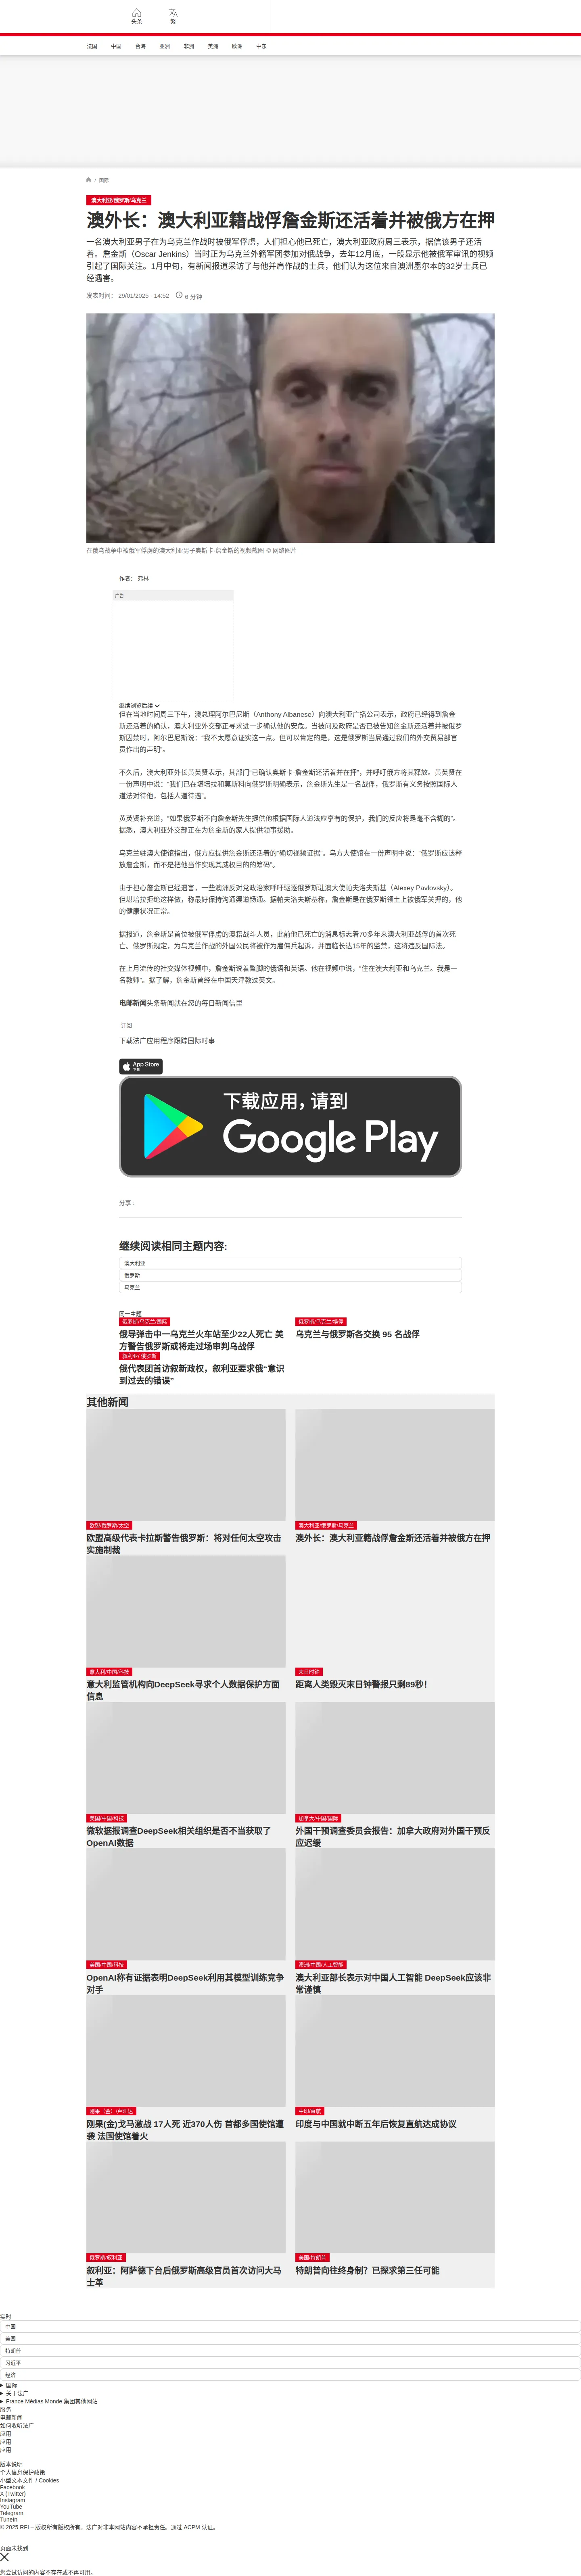 头条
繁
法国 中国 台海 亚洲 非洲 美洲 欧洲 中东
/ 国际
澳大利亚/俄罗斯/乌克兰
澳外长：澳大利亚籍战俘詹金斯还活着并被俄方在押
一名澳大利亚男子在为乌克兰作战时被俄军俘虏，人们担心他已死亡，澳大利亚政府周三表示，据信该男子还活
着。詹金斯（Oscar Jenkins）当时正为乌克兰外籍军团参加对俄战争，去年12月底，一段显示他被俄军审讯的视频
引起了国际关注。1月中旬，有新闻报道采访了与他并肩作战的士兵，他们认为这位来自澳洲墨尔本的32岁士兵已
经遇害。
发表时间： 29/01/2025 - 14:52 6 分钟
在俄乌战争中被俄军俘虏的澳大利亚男子奥斯卡·詹金斯的视频截图 © 网络图片
作者： 弗林
广告
继续浏览后续
但在当地时间周三下午，澳总理阿尔巴尼斯（Anthony Albanese）向澳大利亚广播公司表示，政府已经得到詹金
斯还活着的确认，澳大利亚外交部正寻求进一步确认他的安危。当被问及政府是否已被告知詹金斯还活着并被俄罗
斯囚禁时，阿尔巴尼斯说：“我不太愿意证实这一点。但可以肯定的是，这是俄罗斯当局通过我们的外交贸易部官
员作出的声明”。
不久后，澳大利亚外长黄英贤表示，其部门“已确认奥斯卡·詹金斯还活着并在押”，并呼吁俄方将其释放。黄英贤在
一份声明中说：“我们已在堪培拉和莫斯科向俄罗斯明确表示，詹金斯先生是一名战俘，俄罗斯有义务按照国际人
道法对待他，包括人道待遇”。
黄英贤补充道，“如果俄罗斯不向詹金斯先生提供他根据国际人道法应享有的保护，我们的反应将是毫不含糊的”。
据悉，澳大利亚外交部正在为詹金斯的家人提供领事援助。
乌克兰驻澳大使馆指出，俄方应提供詹金斯还活着的“确切视频证据”。乌方大使馆在一份声明中说：“俄罗斯应该释
放詹金斯，而不是把他当作实现其威权目的的筹码”。
由于担心詹金斯已经遇害，一些澳洲反对党政治家呼吁驱逐俄罗斯驻澳大使帕夫洛夫斯基（Alexey Pavlovsky）。
但堪培拉拒绝这样做，称最好保持沟通渠道畅通。据帕夫洛夫斯基称，詹金斯是在俄罗斯领土上被俄军关押的，他
的健康状况正常。
据报道，詹金斯是首位被俄军俘虏的澳籍战斗人员，此前他已死亡的消息标志着70多年来澳大利亚战俘的首次死
亡。俄罗斯规定，为乌克兰作战的外国公民将被作为雇佣兵起诉，并面临长达15年的监禁，这将违反国际法。
在上月流传的社交媒体视频中，詹金斯说着蹩脚的俄语和英语。他在视频中说，“住在澳大利亚和乌克兰。我是一
名教师”。据了解，詹金斯曾经在中国天津教过英文。
电邮新闻头条新闻就在您的每日新闻信里
订阅
下载法广应用程序跟踪国际时事
App Store
下载
下载应用，请到
Google Play
分享 :
继续阅读相同主题内容:
澳大利亚
俄罗斯
乌克兰
同一主题
俄罗斯/乌克兰/国际
俄导弹击中一乌克兰火车站至少22人死亡 美
方警告俄罗斯或将走过场审判乌战俘
俄罗斯/乌克兰/换俘
乌克兰与俄罗斯各交换 95 名战俘
叙利亚/ 俄罗斯
俄代表团首访叙新政权，叙利亚要求俄“意识
到过去的错误”
其他新闻
欧盟/俄罗斯/太空
欧盟高级代表卡拉斯警告俄罗斯：将对任何太空攻击
实施制裁
澳大利亚/俄罗斯/乌克兰
澳外长：澳大利亚籍战俘詹金斯还活着并被俄方在押
意大利/中国/科技
意大利监管机构向DeepSeek寻求个人数据保护方面
信息
末日时钟
距离人类毁灭末日钟警报只剩89秒！
美国/中国/科技
微软据报调查DeepSeek相关组织是否不当获取了
OpenAI数据
加拿大/中国/国际
外国干预调查委员会报告：加拿大政府对外国干预反
应迟缓
美国/中国/科技
OpenAI称有证据表明DeepSeek利用其模型训练竞争
对手
澳洲/中国/人工智能
澳大利亚部长表示对中国人工智能 DeepSeek应该非
常谨慎
刚果（金）/卢旺达
刚果(金)戈马激战 17人死 近370人伤 首都多国使馆遭
袭 法国使馆着火
中印/直航
印度与中国就中断五年后恢复直航达成协议
俄罗斯/叙利亚
叙利亚：阿萨德下台后俄罗斯高级官员首次访问大马
士革
美国/特朗普
特朗普向往终身制？已探求第三任可能
实时
中国
美国
特朗普
习近平
经济
国际
关于法广
France Médias Monde 集团其他网站
服务
电邮新闻
如何收听法广
应用
应用
应用
版本说明
个人信息保护政策
小型文本文件 / Cookies
Facebook
X (Twitter)
Instagram
YouTube
Telegram
TuneIn
© 2025 RFI – 版权所有版权所有。法广对非本网站内容不承担责任。通过 ACPM 认证。
页面未找到
您尝试访问的内容不存在或不再可用。